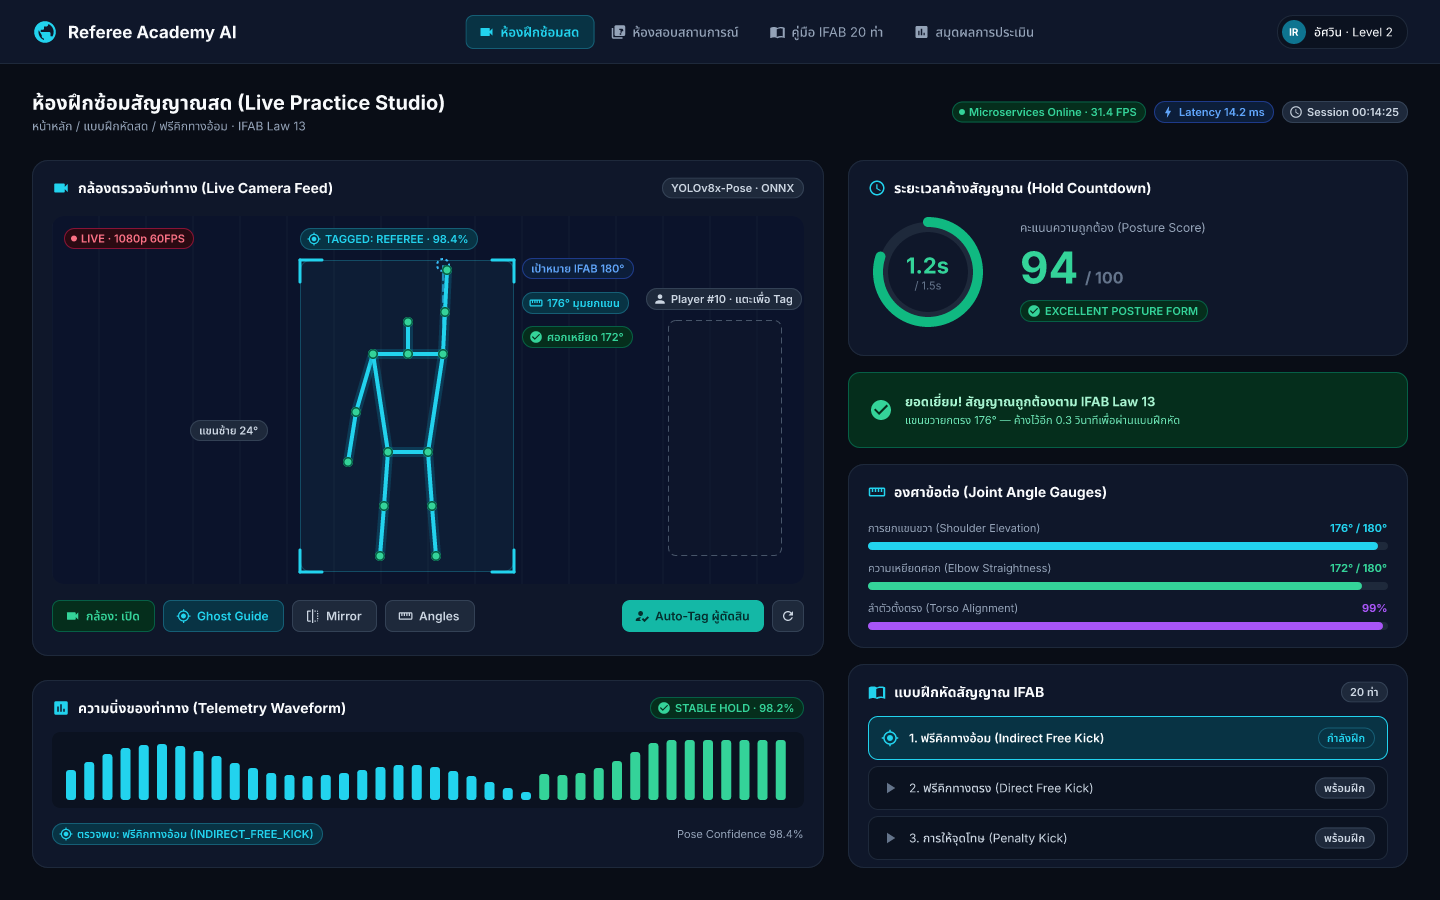 Referee Academy AI
ห้องฝึกซ้อมสด
ห้องสอบสถานการณ์
คู่มือ IFAB 20 ท่า
สมุดผลการประเมิน
IR
อัศวิน · Level 2
ห้องฝึกซ้อมสัญญาณสด (Live Practice Studio)
หน้าหลัก / แบบฝึกหัดสด / ฟรีคิกทางอ้อม · IFAB Law 13
Microservices Online · 31.4 FPS
Latency 14.2 ms
Session 00:14:25
กล้องตรวจจับท่าทาง (Live Camera Feed)
YOLOv8x-Pose · ONNX
LIVE · 1080p 60FPS
TAGGED: REFEREE · 98.4%
เป้าหมาย IFAB 180°
176° มุมยกแขน
ศอกเหยียด 172°
Player #10 · แตะเพื่อ Tag
แขนซ้าย 24°
กล้อง: เปิด
Ghost Guide
Mirror
Angles
Auto-Tag ผู้ตัดสิน
ความนิ่งของท่าทาง (Telemetry Waveform)
STABLE HOLD · 98.2%
ตรวจพบ: ฟรีคิกทางอ้อม (INDIRECT_FREE_KICK)
Pose Confidence 98.4%
ระยะเวลาค้างสัญญาณ (Hold Countdown)
1.2s
/ 1.5s
คะแนนความถูกต้อง (Posture Score)
94 / 100
EXCELLENT POSTURE FORM
ยอดเยี่ยม! สัญญาณถูกต้องตาม IFAB Law 13
แขนขวายกตรง 176° — ค้างไว้อีก 0.3 วินาทีเพื่อผ่านแบบฝึกหัด
องศาข้อต่อ (Joint Angle Gauges)
การยกแขนขวา (Shoulder Elevation)
176° / 180°
ความเหยียดศอก (Elbow Straightness)
172° / 180°
ลำตัวตั้งตรง (Torso Alignment)
99%
แบบฝึกหัดสัญญาณ IFAB
20 ท่า
1. ฟรีคิกทางอ้อม (Indirect Free Kick)
กำลังฝึก
2. ฟรีคิกทางตรง (Direct Free Kick)
พร้อมฝึก
3. การให้จุดโทษ (Penalty Kick)
พร้อมฝึก